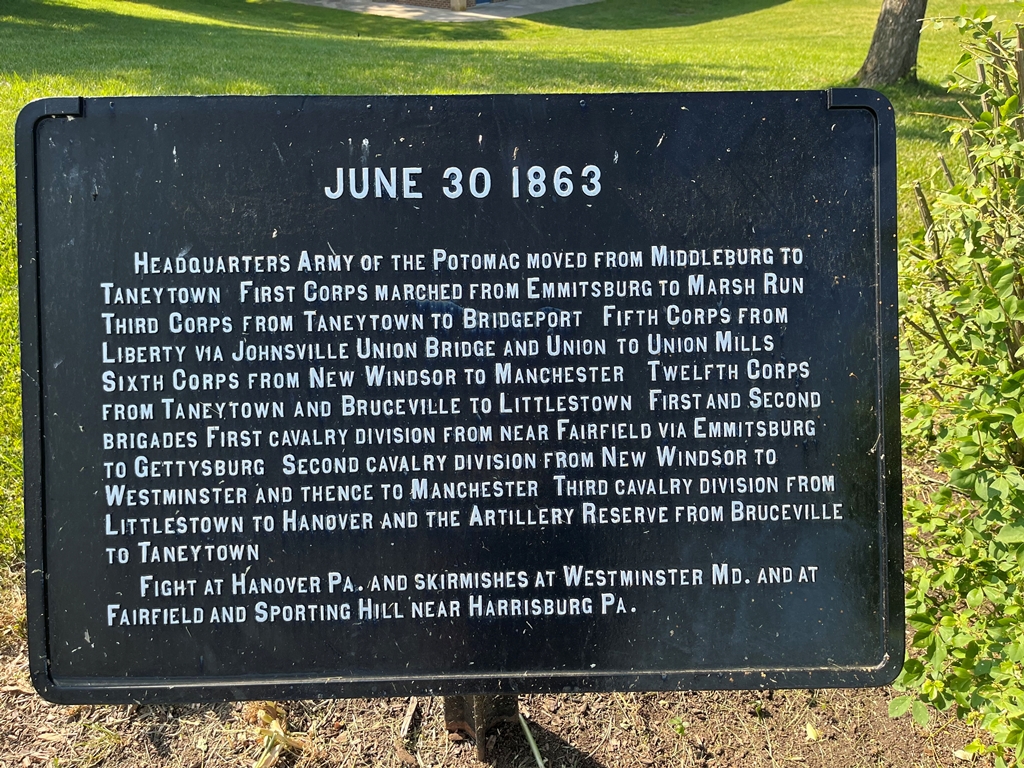 JUNE 30 1863
HEADQUARTERS ARMY OF THE POTOMAC MOVED FROM MIDDLEBURG TO
TANEYTOWN FIRST CORPS MARCHED FROM EMMITSBURG TO MARSH RUN
THIRD CORPS FROM TANEYTOWN TO BRIDGEPORT FIFTH CORPS FROM
LIBERTY VIA JOHNSVILLE UNION BRIDGE AND UNION TO UNION MILLS
SIXTH CORPS FROM NEW WINDSOR TO MANCHESTER TWELFTH CORPS
FROM TANEYTOWN AND BRUCEVILLE TO LITTLESTOWN FIRST AND SECOND
BRIGADES FIRST CAVALRY DIVISION FROM NEAR FAIRFIELD VIA EMMITSBURG
TO GETTYSBURG SECOND CAVALRY DIVISION FROM NEW WINDSOR TO
WESTMINSTER AND THENCE TO MANCHESTER THIRD CAVALRY DIVISION FROM
LITTLESTOWN TO HANOVER AND THE ARTILLERY RESERVE FROM BRUCEVILLE
TO TANEYTOWN
FIGHT AT HANOVER PA. AND SKIRMISHES AT WESTMINSTER MD. AND AT
FAIRFIELD AND SPORTING HILL NEAR HARRISBURG PA.